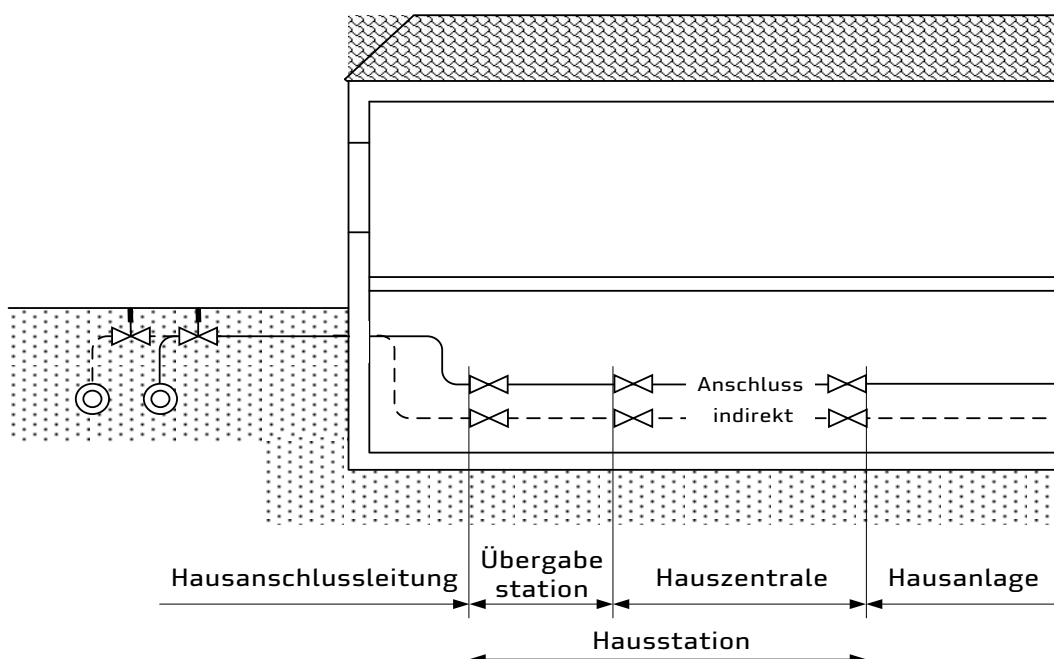 Anschluss
indirekt
Hausanschlussleitung
Übergabe
station
Hauszentrale
Hausanlage
Hausstation